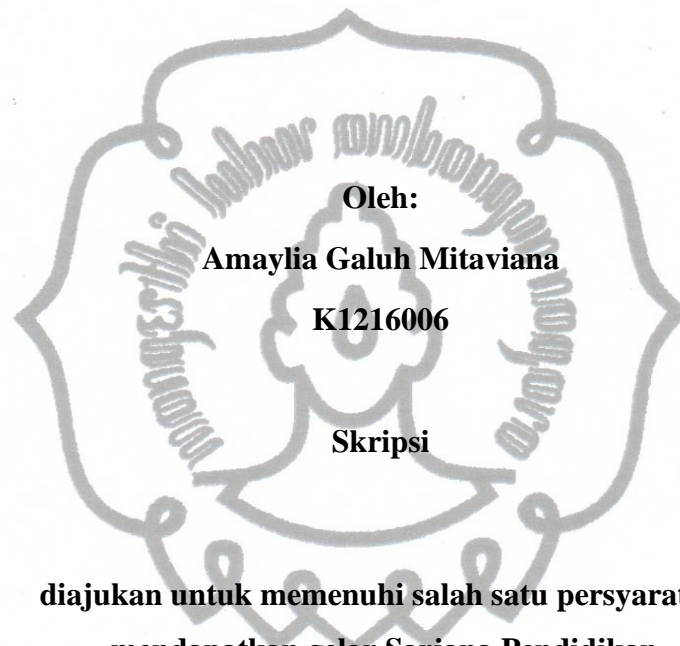 Oleh:
Amaylia Galuh Mitaviana
K1216006
Skripsi
diajukan untuk memenuhi salah satu persyarat
mendapatkan gelar Sarjana Pendidikan